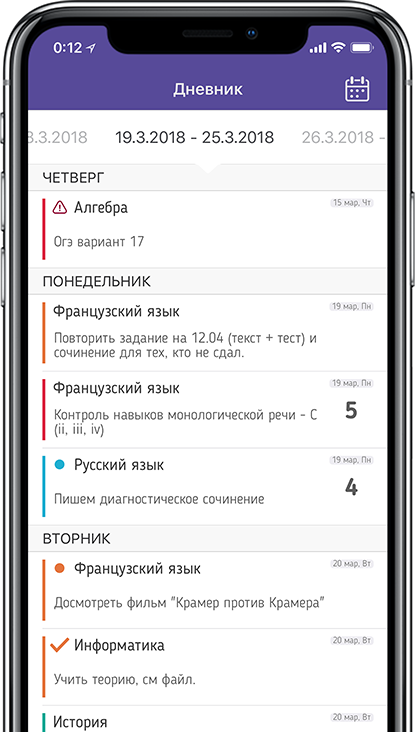 0:12
Дневник
3.3.2018 19.3.2018 - 25.3.2018 26.3.2018 -
ЧЕТВЕРГ
Алгебра 15 мар, Чт
Огэ вариант 17
ПОНЕДЕЛЬНИК
Французский язык 19 мар, Пн
Повторить задание на 12.04 (текст + тест) и
сочинение для тех, кто не сдал.
Французский язык 19 мар, Пн
Контроль навыков монологической речи - С 5
(ii, iii, iv)
Русский язык 19 мар, Пн
Пишем диагностическое сочинение 4
ВТОРНИК
Французский язык 20 мар, Вт
Досмотреть фильм "Крамер против Крамера"
Информатика 20 мар, Вт
Учить теорию, см файл.
История 20 мар, Вт